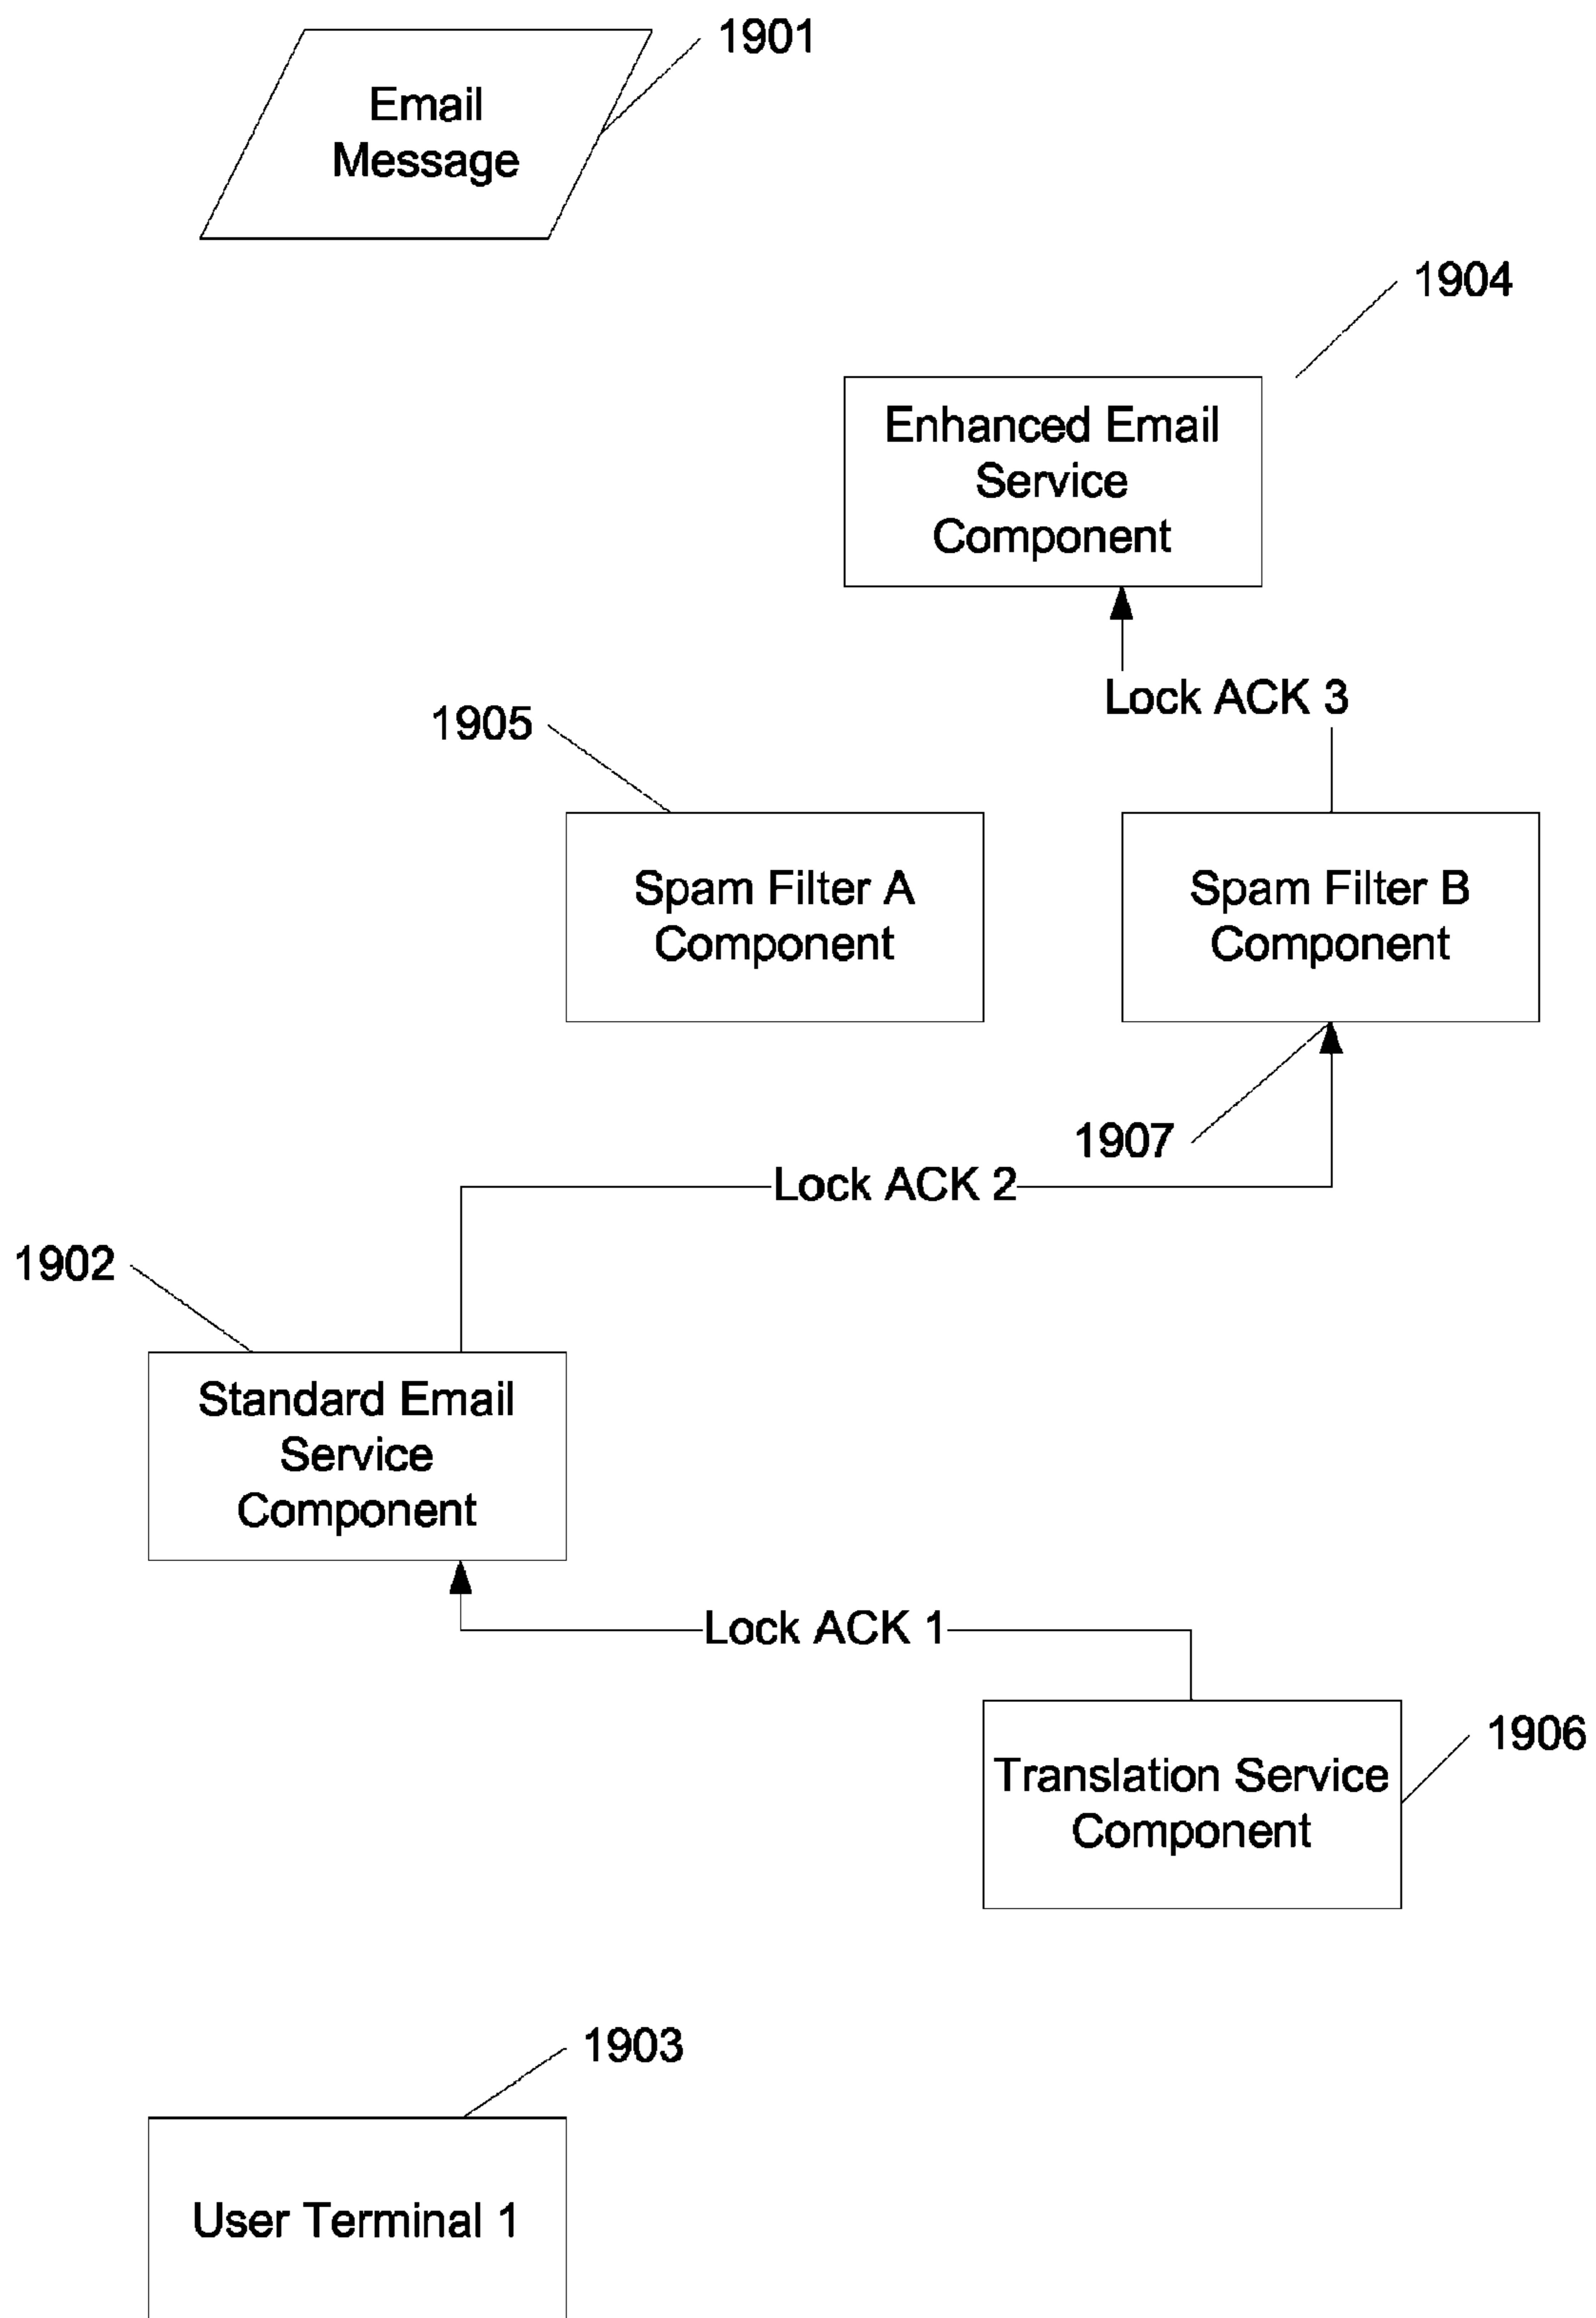 1901
Email
Message
1904
Enhanced Email
Service
Component
Lock ACK 3
1905
Spam Filter A
Component
Spam Filter B
Component
1907
Lock ACK 2
1902
Standard Email
Service
Component
Lock ACK 1
1906
Translation Service
Component
1903
User Terminal 1